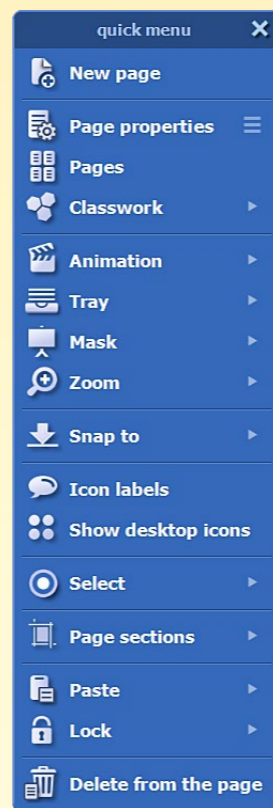 quick menu
New page
Page properties
Pages
Classwork
Animation
Tray
Mask
Zoom
Snap to
Icon labels
Show desktop icons
Select
Page sections
Paste
Lock
Delete from the page